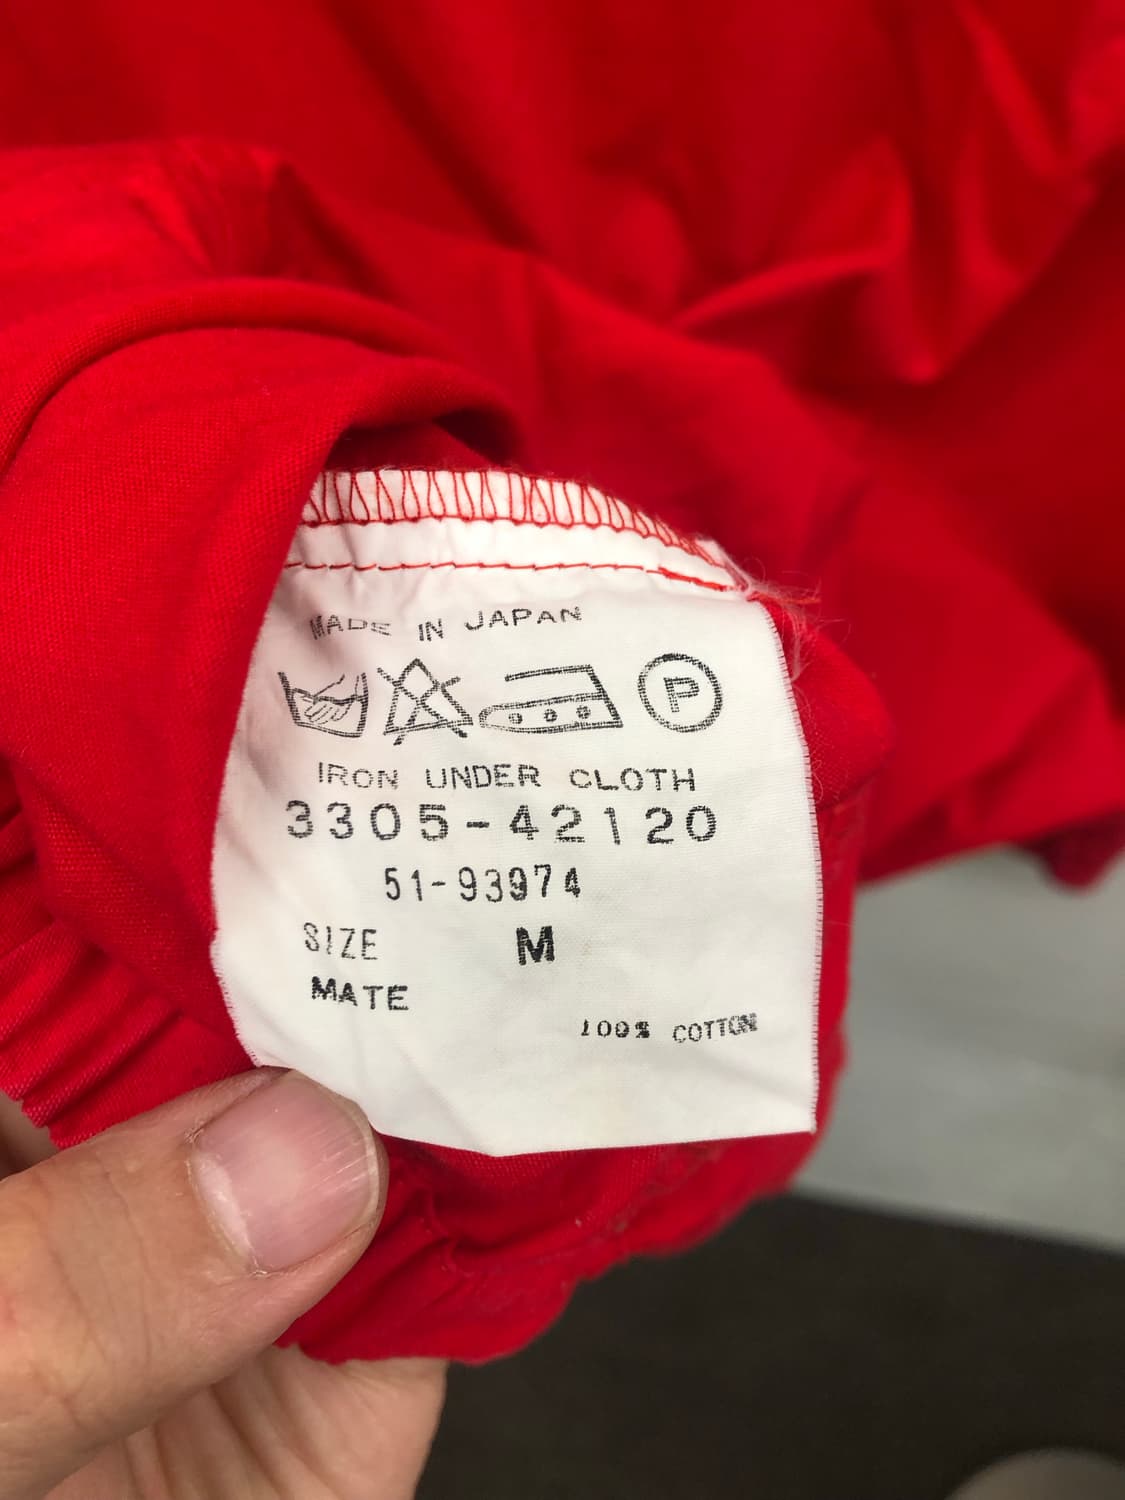 MADE IN JAPAN
P
IRON UNDER CLOTH
3305-42120
51-93974
SIZE M
MATE
100% COTTON